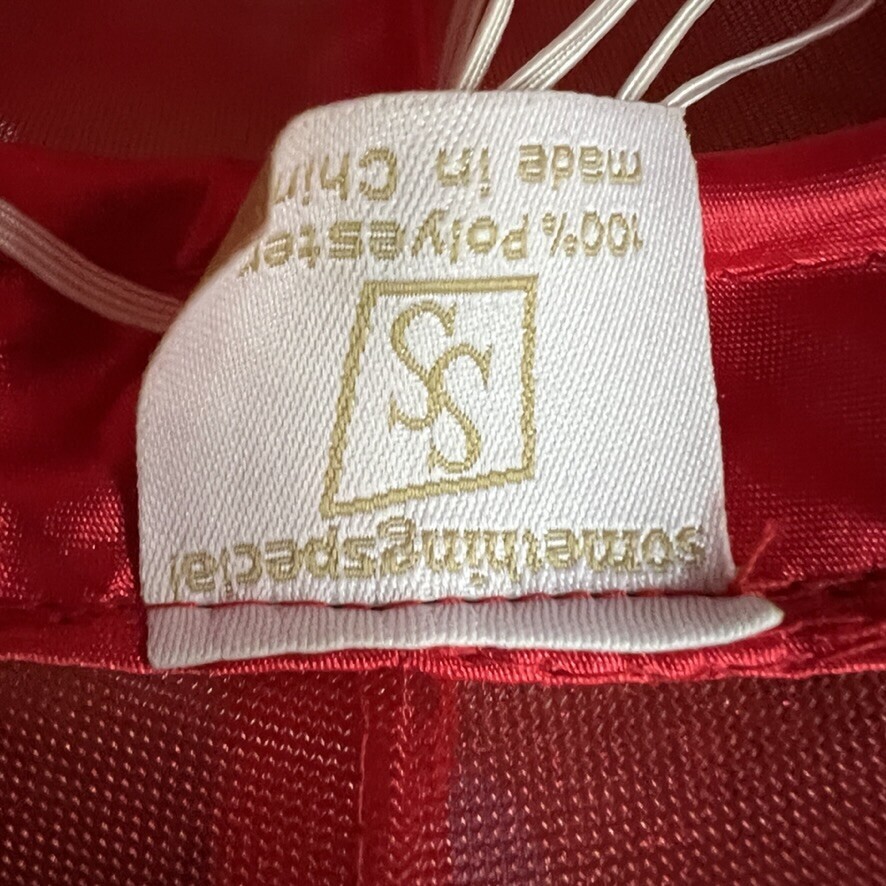 somethingspecial
SS
100% Polyester
made in Chin